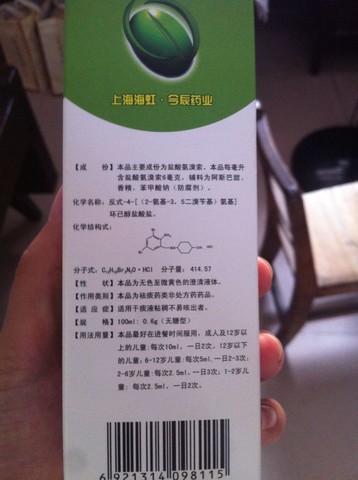 上海海虹·今辰药业
【成 份】本品主要成份为盐酸氨溴索，本品每毫升
含盐酸氨溴索6毫克，辅料为阿斯巴甜、
香精、苯甲酸钠（防腐剂）。
化学名称：反式-4-[（2-氨基-3，5二溴苄基）氨基]
环已醇盐酸盐。
化学结构式：
分子式：C₁₃H₁₈Br₂N₂O·HCl 分子量：414.57
【性 状】本品为无色至微黄色的澄清液体。
【作用类别】本品为祛痰药类非处方药药品。
【适 应 症】适用于痰液粘稠不易咳出者。
【规 格】100ml：0.6g（无糖型）
【用法用量】本品最好在进餐时间服用，成人及12岁以
上的儿童：每次10ml，一日2次，12岁以下
的儿童：6-12岁儿童：每次5ml，一日2-3次；
2-6岁儿童：每次2.5ml，一日3次；1-2岁儿
童：每次2.5ml，一日2次。
6 921314 098115